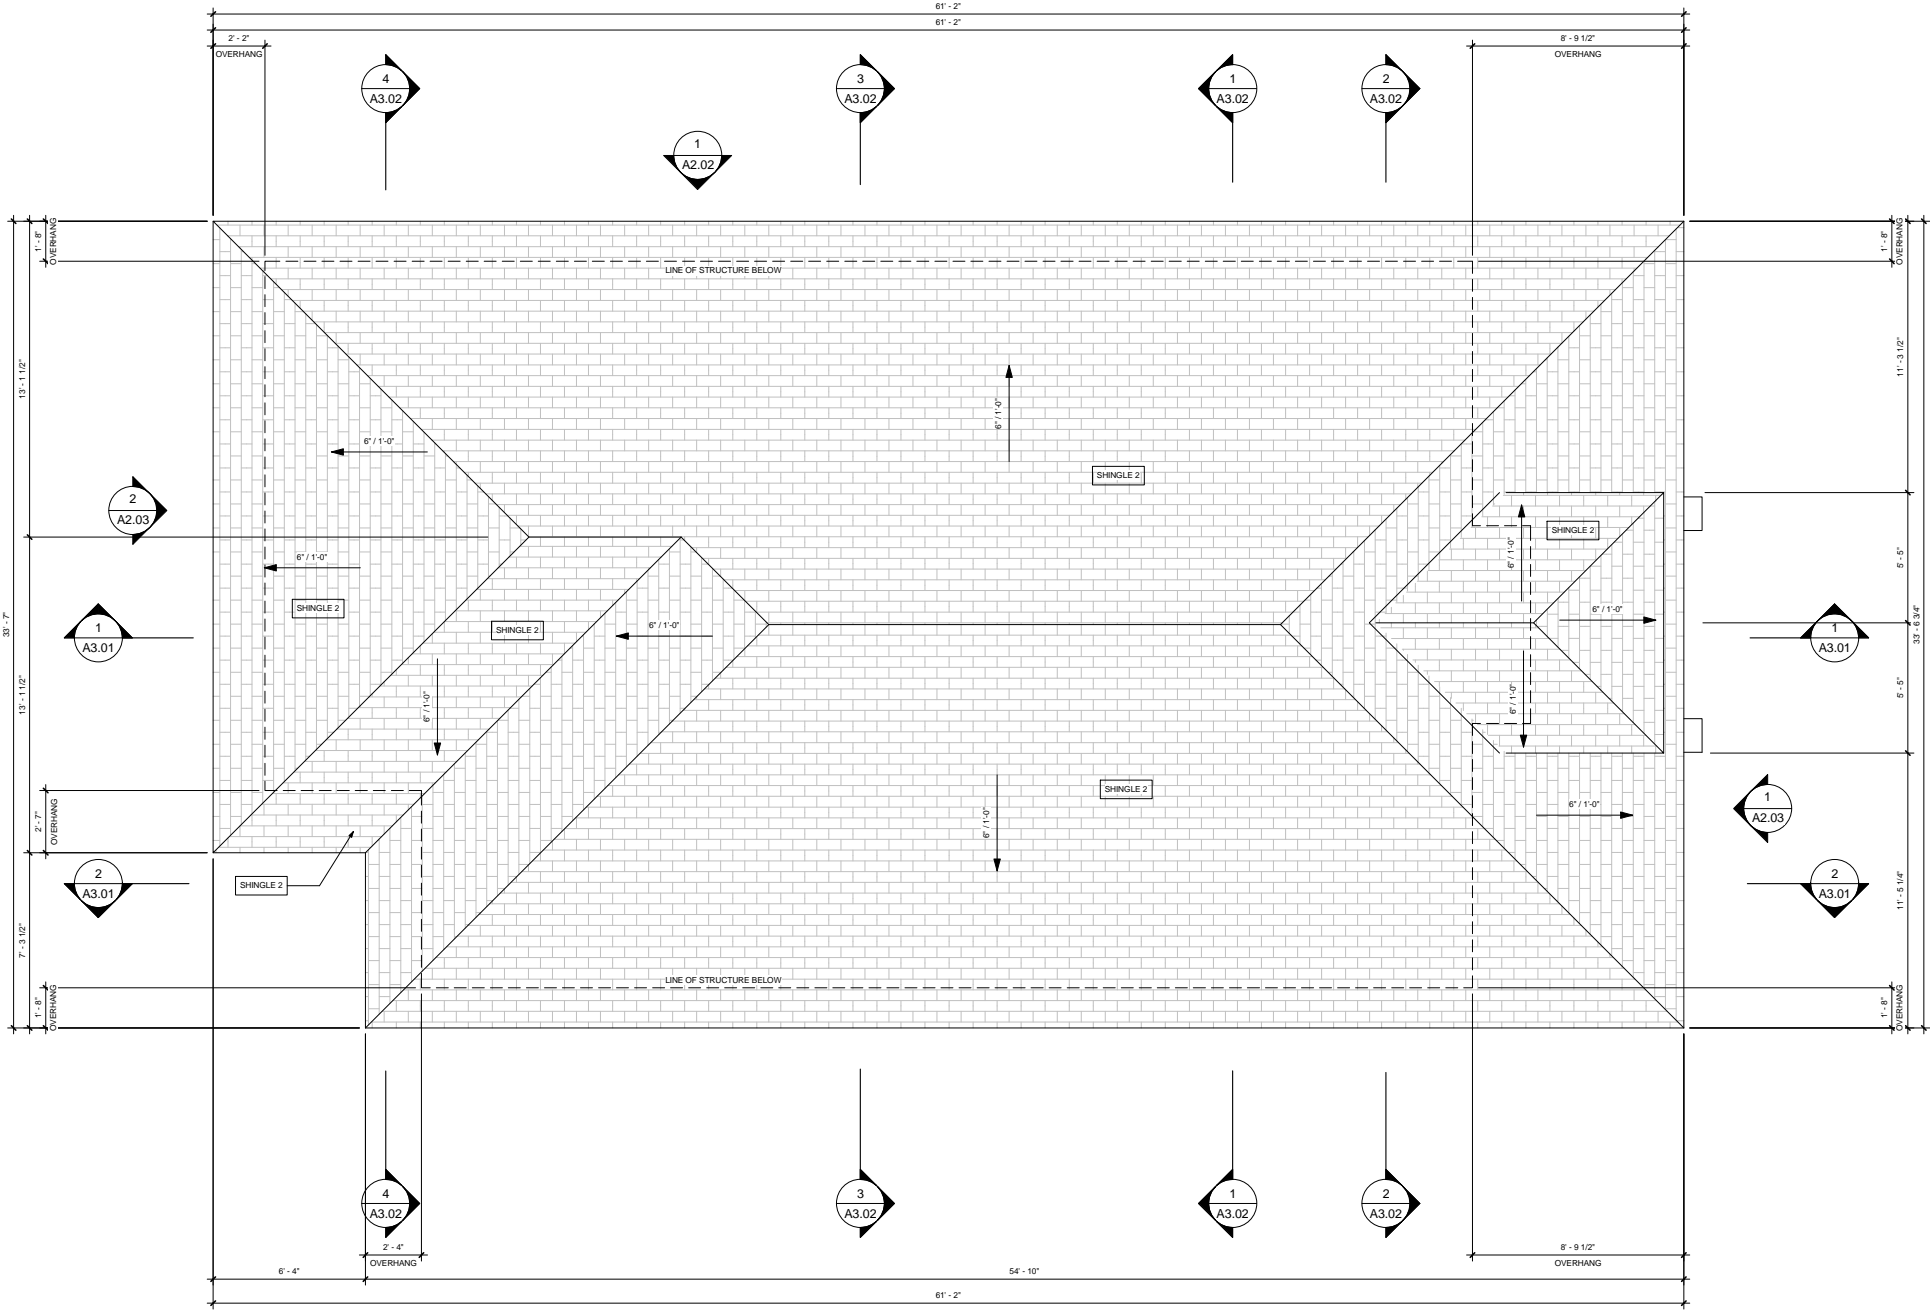 61' - 2"
61' - 2"
2' - 2"
OVERHANG
8' - 9 1/2"
OVERHANG
4
A3.02
3
A3.02
1
A3.02
2
A3.02
1
A2.02
1' - 8"
OVERHANG
1' - 8"
OVERHANG
LINE OF STRUCTURE BELOW
13' - 1 1/2"
11' - 3 1/2"
6" / 1'-0"
6" / 1'-0"
SHINGLE 2
2
A2.03
SHINGLE 2
6" / 1'-0"
6" / 1'-0"
5' - 5"
SHINGLE 2
6" / 1'-0"
33' - 7"
1
A3.01
SHINGLE 2
6" / 1'-0"
1
A3.01
33' - 6 3/4"
13' - 1 1/2"
6" / 1'-0"
6" / 1'-0"
5' - 5"
SHINGLE 2
2' - 7"
OVERHANG
6" / 1'-0"
6" / 1'-0"
1
A2.03
SHINGLE 2
2
A3.01
2
A3.01
11' - 5 1/4"
7' - 3 1/2"
LINE OF STRUCTURE BELOW
1' - 8"
OVERHANG
1' - 8"
OVERHANG
4
A3.02
3
A3.02
1
A3.02
2
A3.02
2' - 4"
OVERHANG
8' - 9 1/2"
OVERHANG
6' - 4"
54' - 10"
61' - 2"